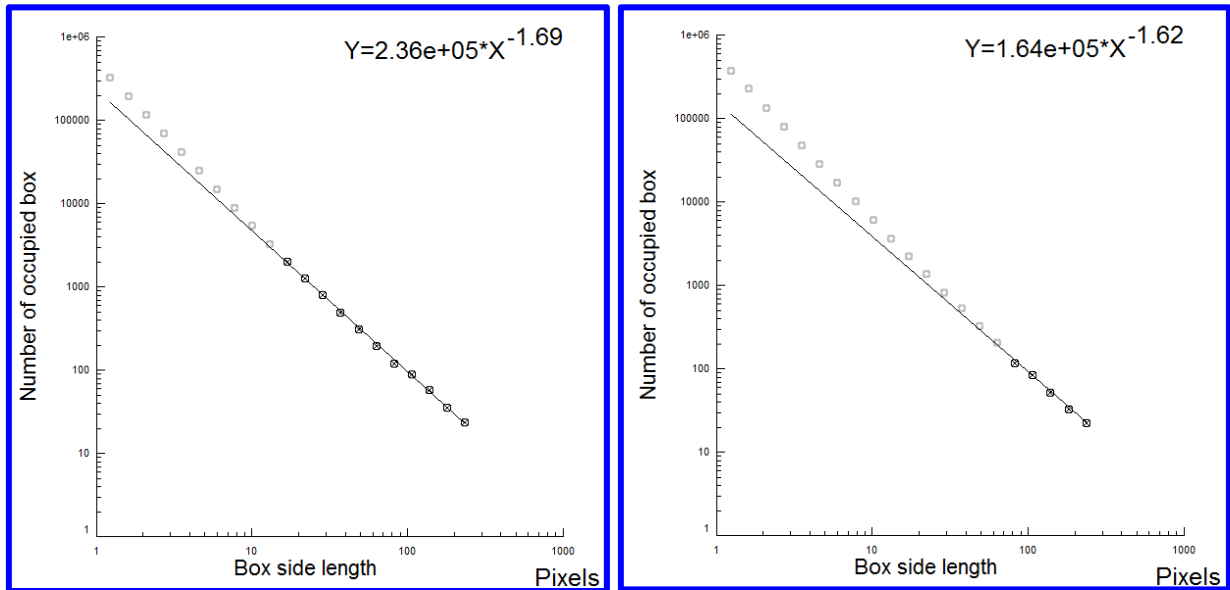 Y=2.36e+05*X-1.69
1e+06
100000
10000
1000
100
10
1
Number of occupied box
1 10 100 1000
Box side length
Pixels
Y=1.64e+05*X-1.62
1e+06
100000
10000
1000
100
10
1
Number of occupied box
1 10 100 1000
Box side length
Pixels